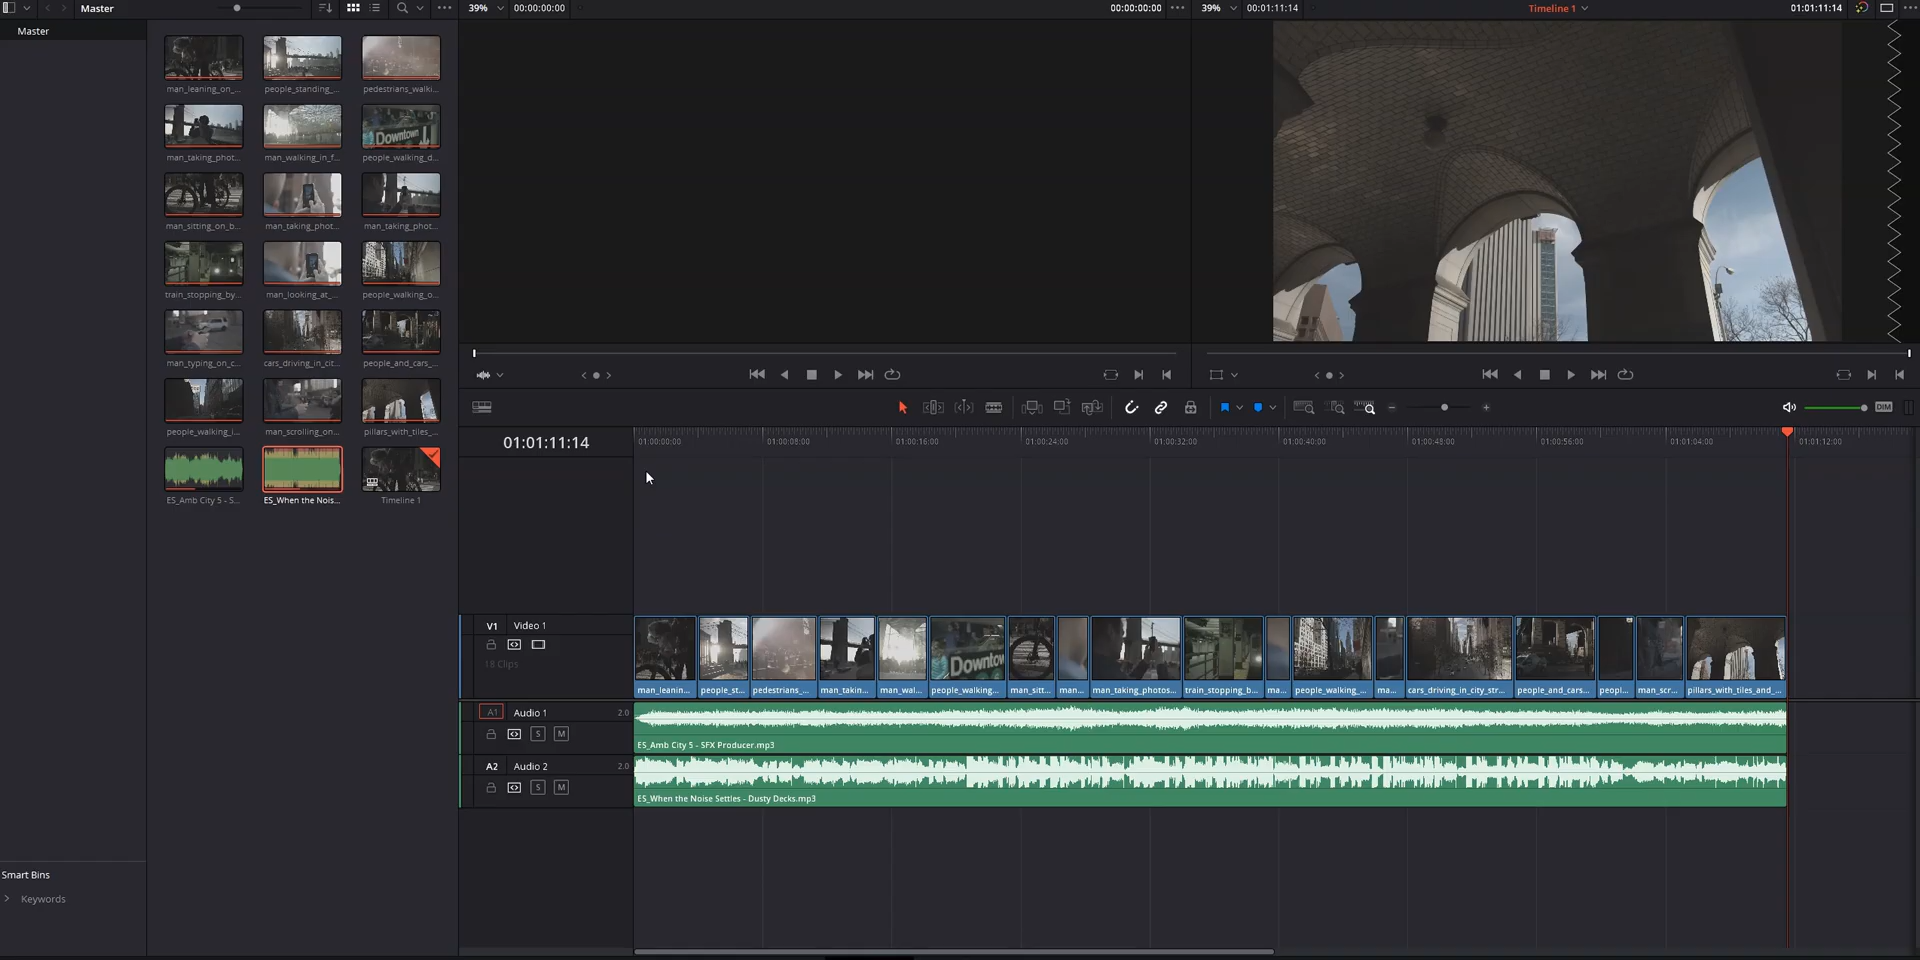 Master
39%
00:00:00:00
00:00:00:00
39%
00:01:11:14
Timeline 1
01:01:11:14
Master
man_leaning_on_...
people_standing_...
pedestrians_walki...
man_taking_phot...
man_walking_in_f...
people_walking_d...
Downtown
man_sitting_on_b...
man_taking_phot...
man_taking_phot...
train_stopping_by...
man_looking_at_...
people_walking_o...
man_typing_on_c...
cars_driving_in_cit...
people_and_cars_...
people_walking_i...
man_scrolling_on...
pillars_with_tiles_...
ES_Amb City 5 - S...
ES_When the Nois...
Timeline 1
DIM
01:01:11:14
01:00:00:00
01:00:08:00
01:00:16:00
01:00:24:00
01:00:32:00
01:00:40:00
01:00:48:00
01:00:56:00
01:01:04:00
01:01:12:00
V1 Video 1
18 Clips
Downtown
man_leanin...
people_st...
pedestrians_...
man_takin...
man_wal...
people_walking...
man_sitt...
man...
man_taking_photos...
train_stopping_b...
ma...
people_walking_...
ma...
cars_driving_in_city_str...
people_and_cars...
peopl...
man_scr...
pillars_with_tiles_and_...
A1 Audio 1 2.0
S M
ES_Amb City 5 - SFX Producer.mp3
A2 Audio 2 2.0
S M
ES_When the Noise Settles - Dusty Decks.mp3
Smart Bins
Keywords